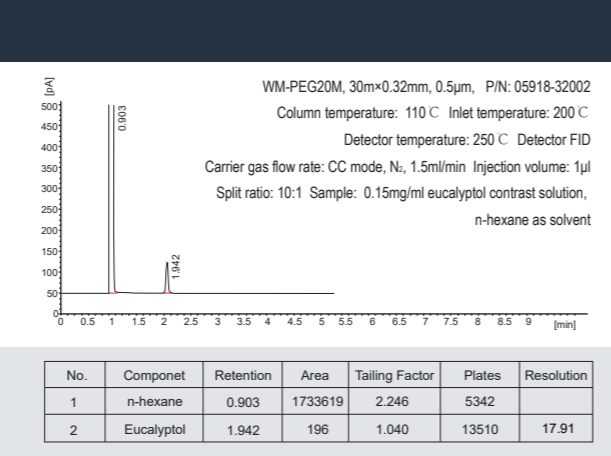 [pA]
WM-PEG20M, 30m×0.32mm, 0.5μm, P/N: 05918-32002
Column temperature: 110℃ Inlet temperature: 200℃
Detector temperature: 250℃ Detector FID
Carrier gas flow rate: CC mode, N₂, 1.5ml/min Injection volume: 1μl
Split ratio: 10:1 Sample: 0.15mg/ml eucalyptol contrast solution,
n-hexane as solvent
500
450
400
350
300
250
200
150
100
50
0
0.903
1.942
0 0.5 1 1.5 2 2.5 3 3.5 4 4.5 5 5.5 6 6.5 7 7.5 8 8.5 9 [min]
No. Componet Retention Area Tailing Factor Plates Resolution
1 n-hexane 0.903 1733619 2.246 5342
2 Eucalyptol 1.942 196 1.040 13510 17.91